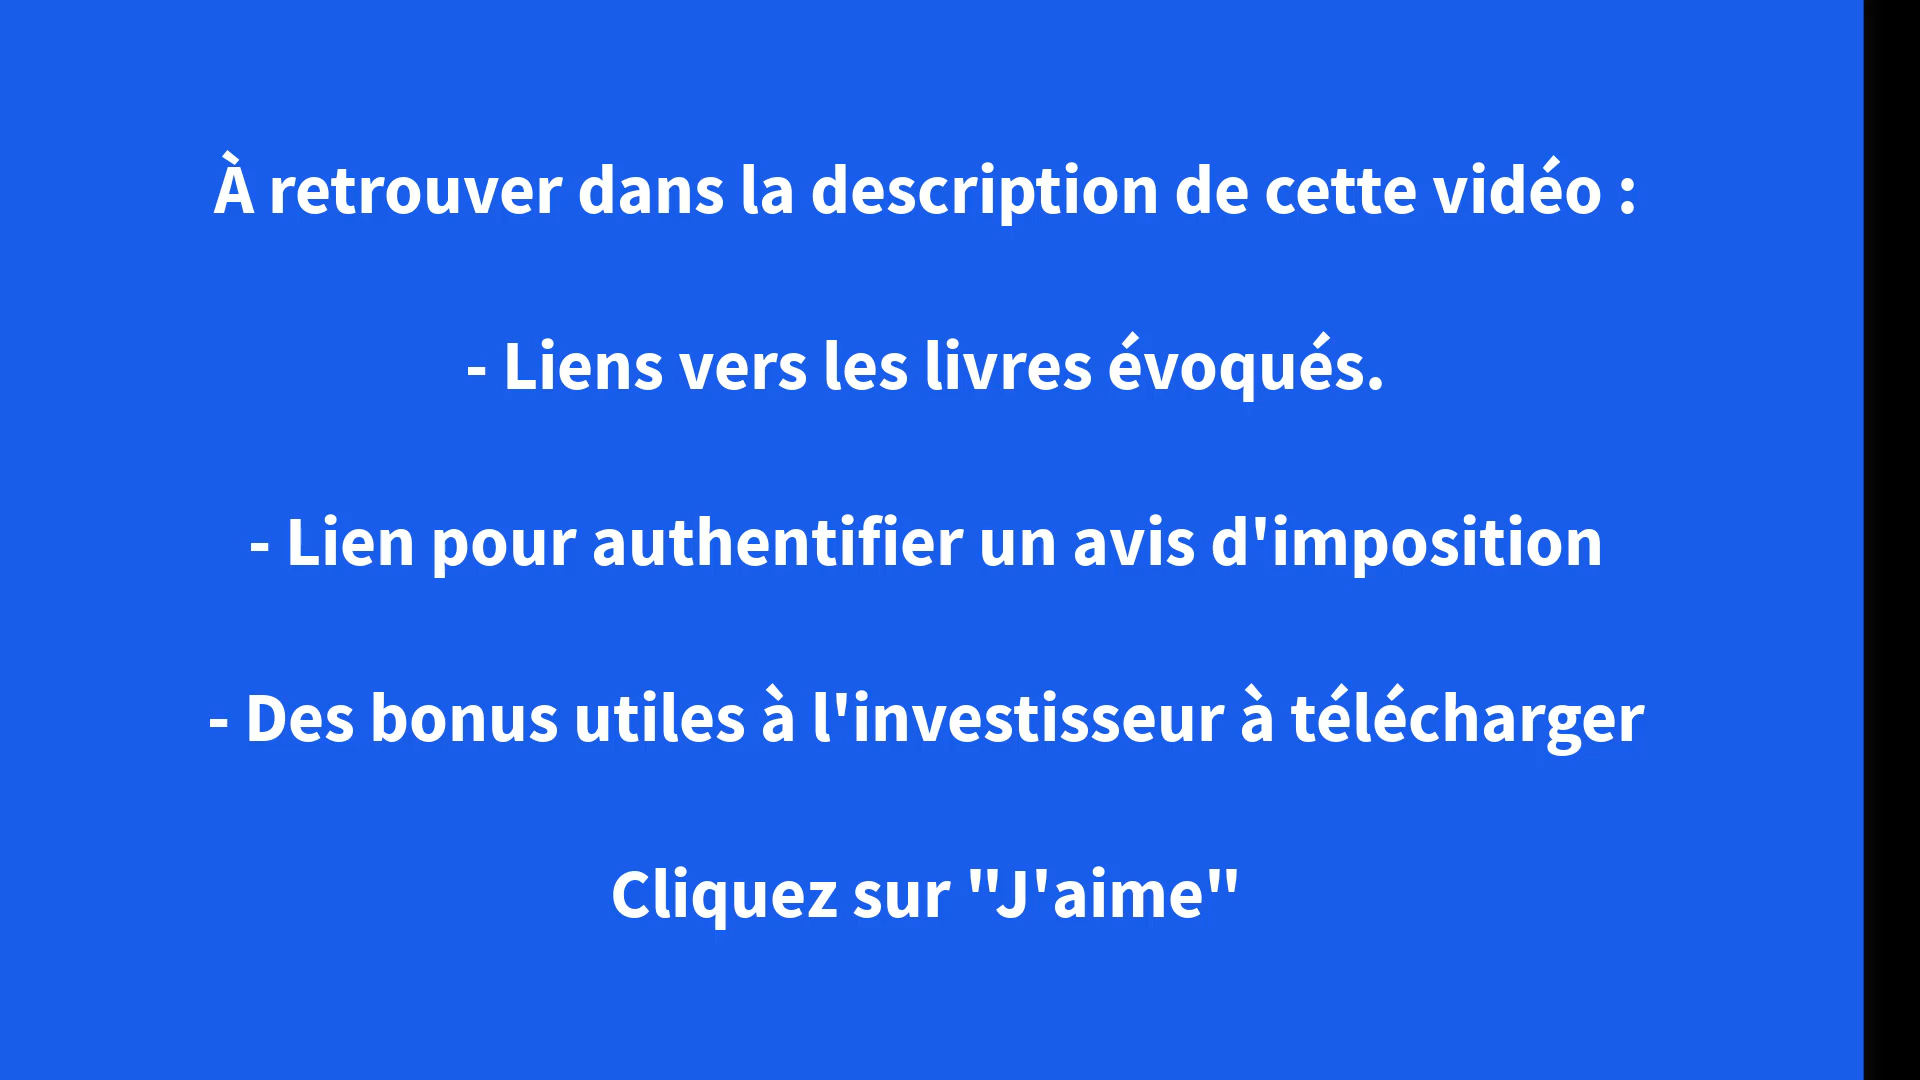 À retrouver dans la description de cette vidéo :
- Liens vers les livres évoqués.
- Lien pour authentifier un avis d'imposition
- Des bonus utiles à l'investisseur à télécharger
Cliquez sur "J'aime"